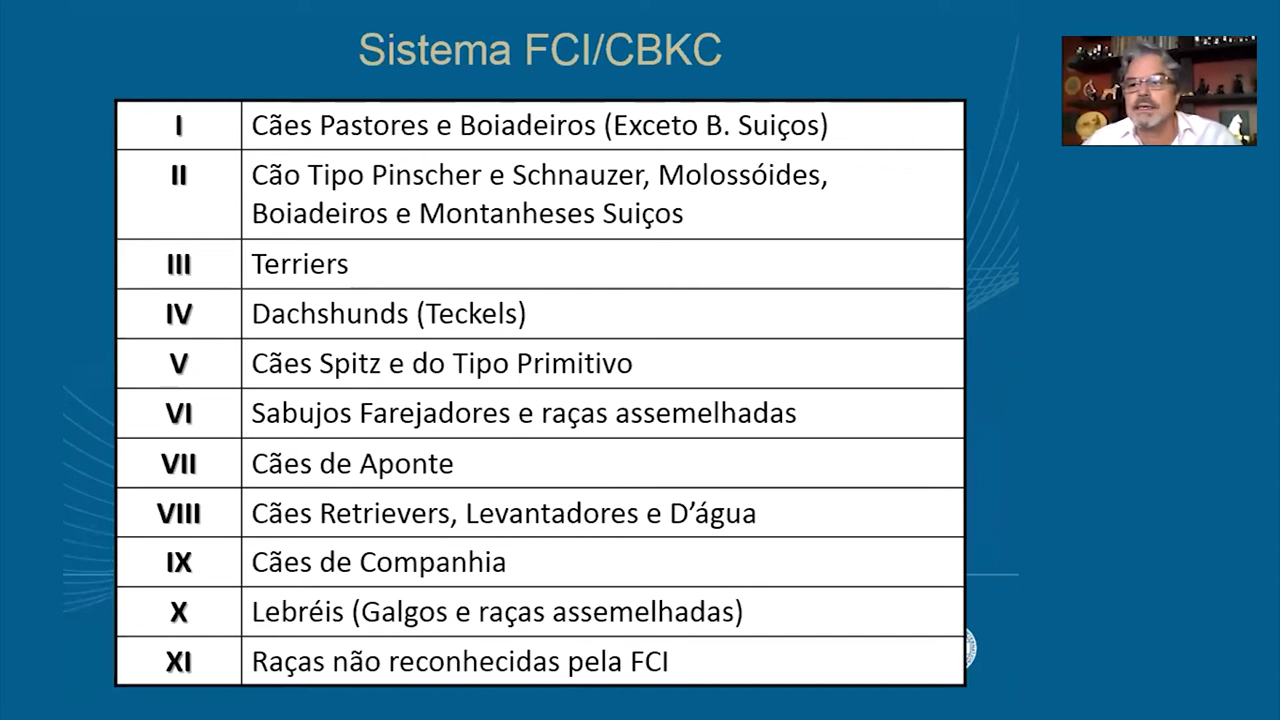 Sistema FCI/CBKC
I Cães Pastores e Boiadeiros (Exceto B. Suiços)
II Cão Tipo Pinscher e Schnauzer, Molossóides,
Boiadeiros e Montanheses Suiços
III Terriers
IV Dachshunds (Teckels)
V Cães Spitz e do Tipo Primitivo
VI Sabujos Farejadores e raças assemelhadas
VII Cães de Aponte
VIII Cães Retrievers, Levantadores e D’água
IX Cães de Companhia
X Lebréis (Galgos e raças assemelhadas)
XI Raças não reconhecidas pela FCI